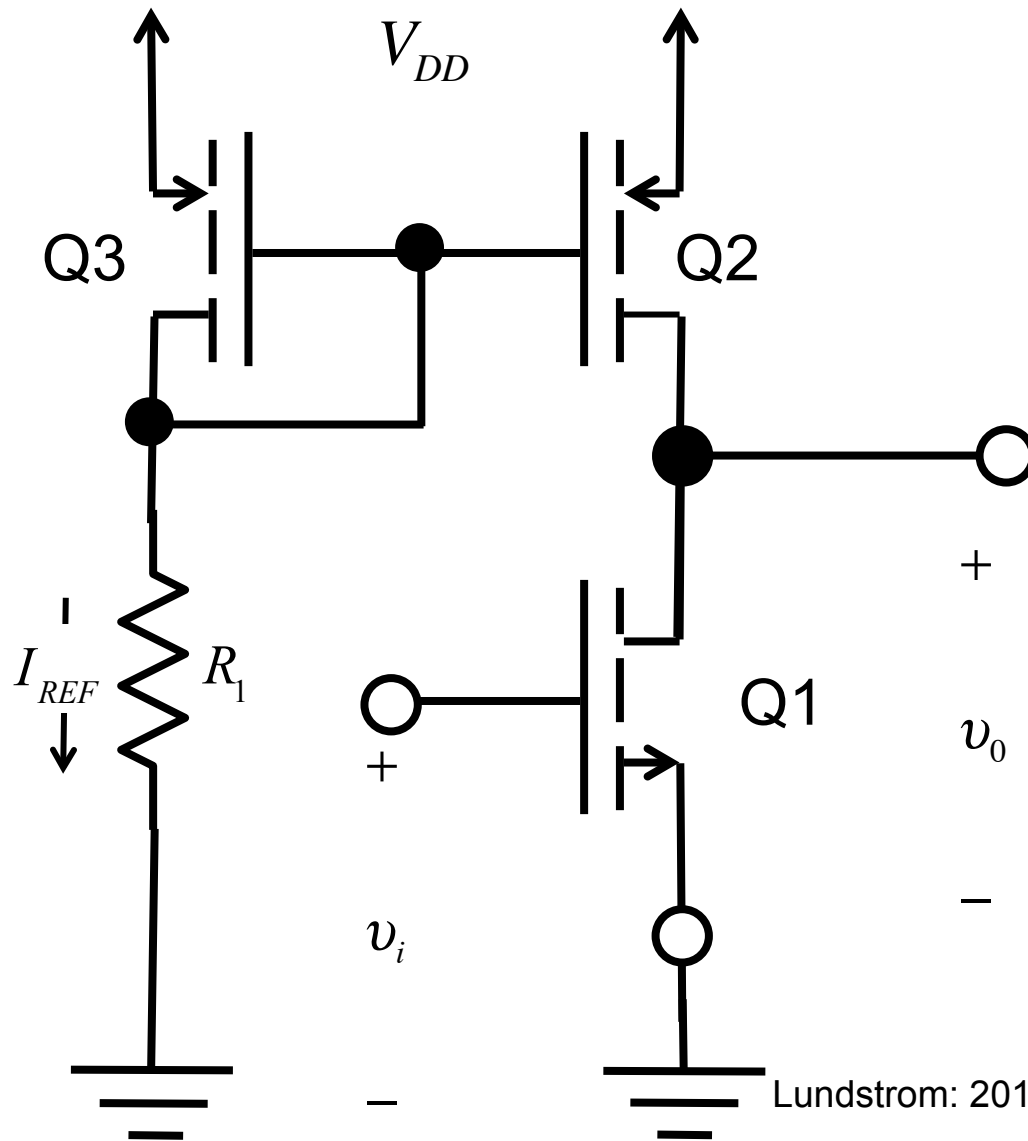 V_DD
Q3
Q2
+
I_REF
R_1
Q1
+
υ_0
υ_i
−
−
Lundstrom: 201